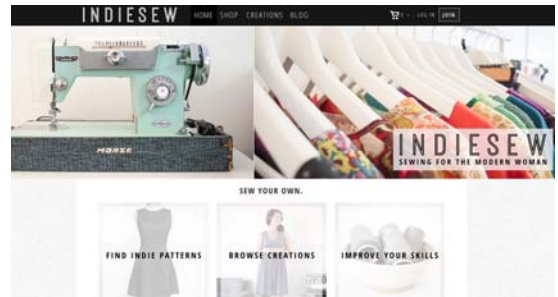 INDIESEW HOME SHOP CREATIONS BLOG 0 LOG IN JOIN
MORSE
INDIESEW
SEWING FOR THE MODERN WOMAN
SEW YOUR OWN.
FIND INDIE PATTERNS BROWSE CREATIONS IMPROVE YOUR SKILLS